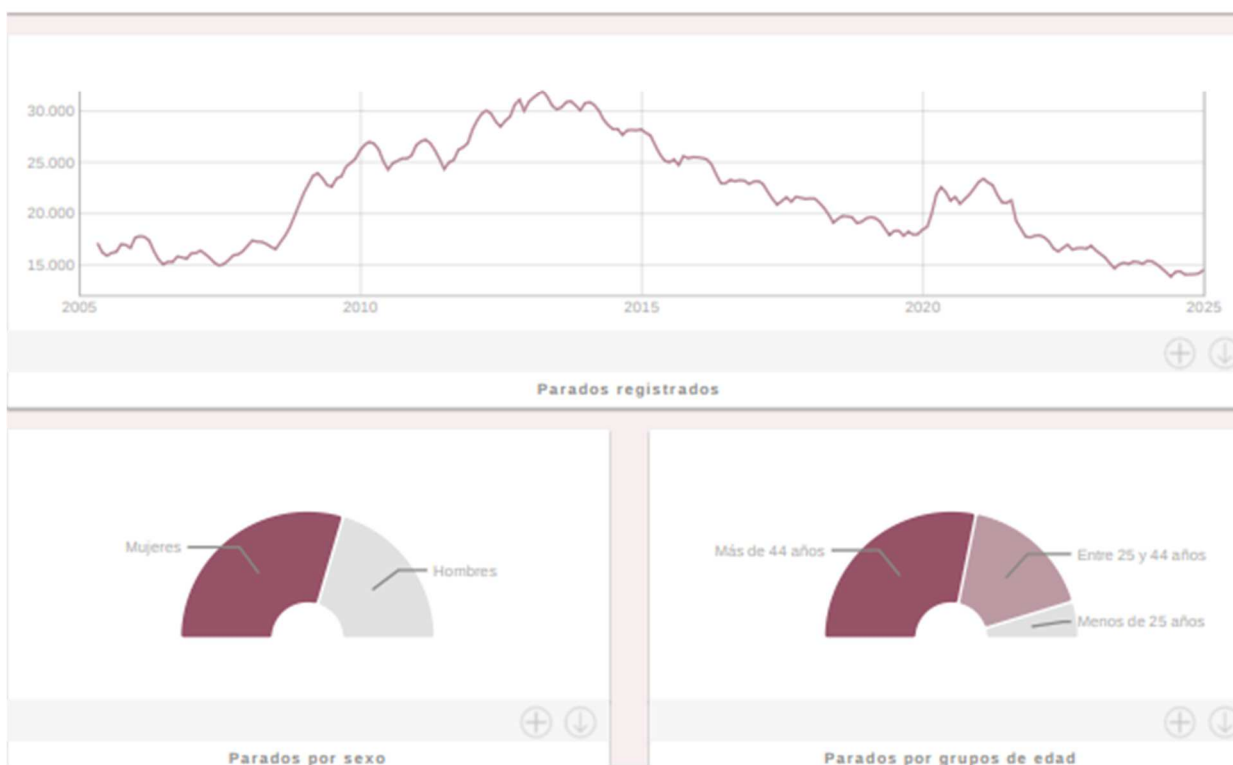 30.000
25.000
20.000
15.000
2005 2010 2015 2020 2025
Parados registrados
Mujeres
Hombres
Parados por sexo
Más de 44 años
Entre 25 y 44 años
Menos de 25 años
Parados por grupos de edad